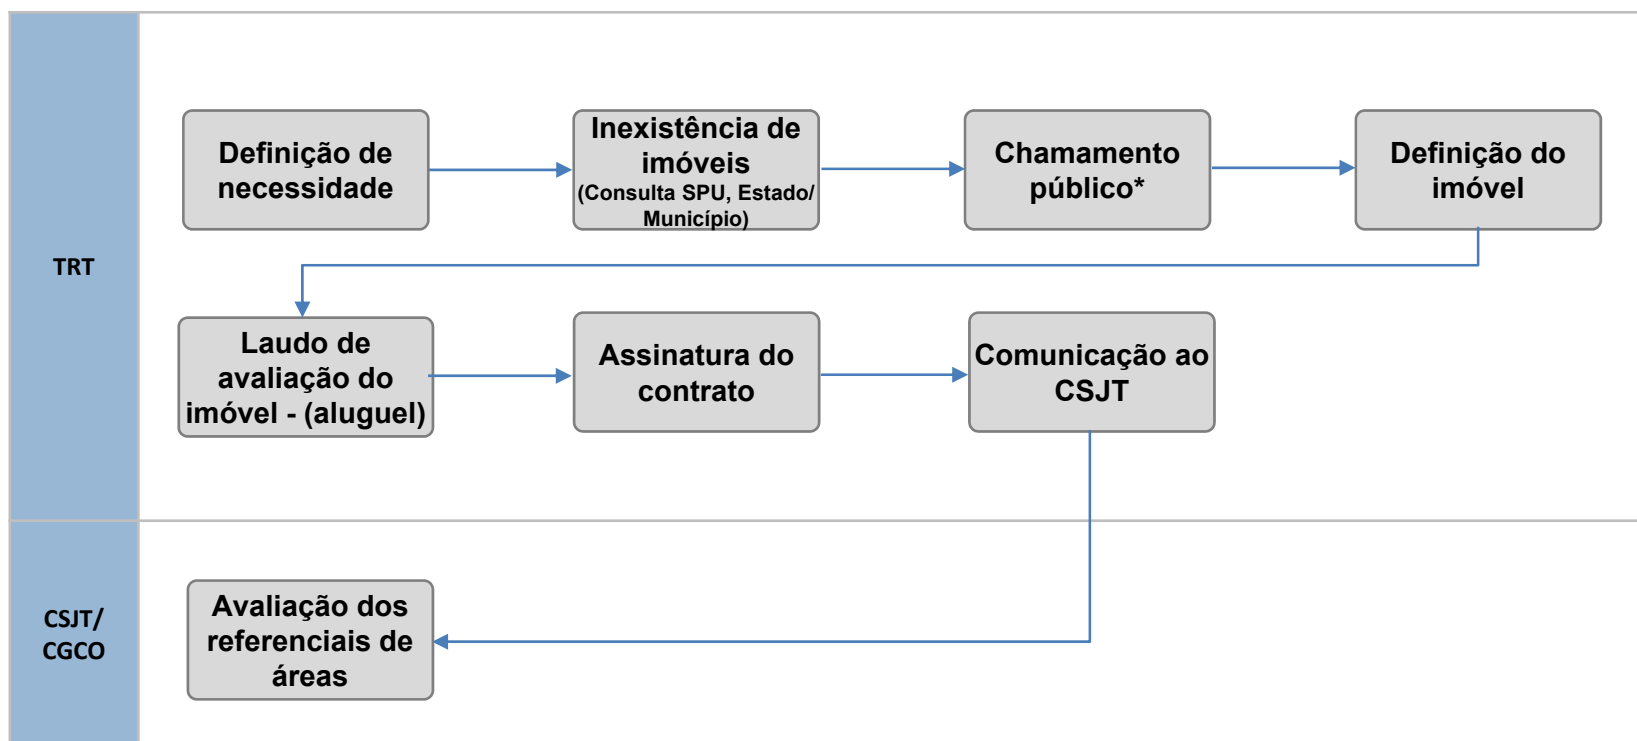 TRT
Definição de
necessidade
Inexistência de
imóveis
(Consulta SPU, Estado/
Município)
Chamamento
público*
Definição do
imóvel
Laudo de
avaliação do
imóvel - (aluguel)
Assinatura do
contrato
Comunicação ao
CSJT
CSJT/
CGCO
Avaliação dos
referenciais de
áreas